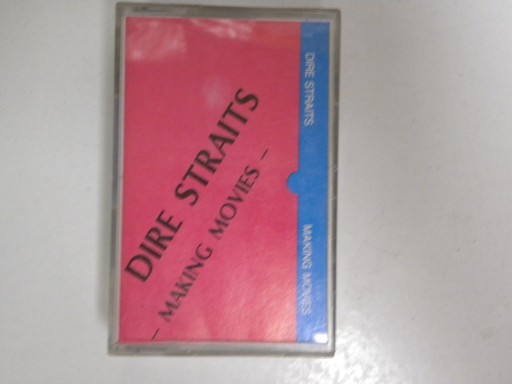 DIRE STRAITS
- MAKING MOVIES -
DIRE STRAITS
MAKING MOVIES